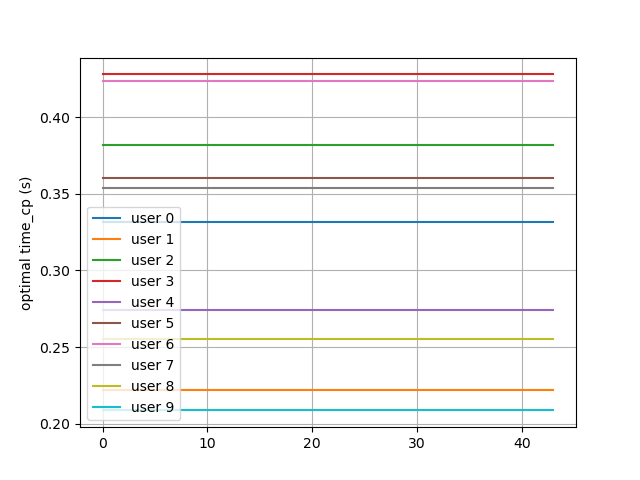 optimal time_cp (s)
0.40
0.35
0.30
0.25
0.20
user 0
user 1
user 2
user 3
user 4
user 5
user 6
user 7
user 8
user 9
0 10 20 30 40